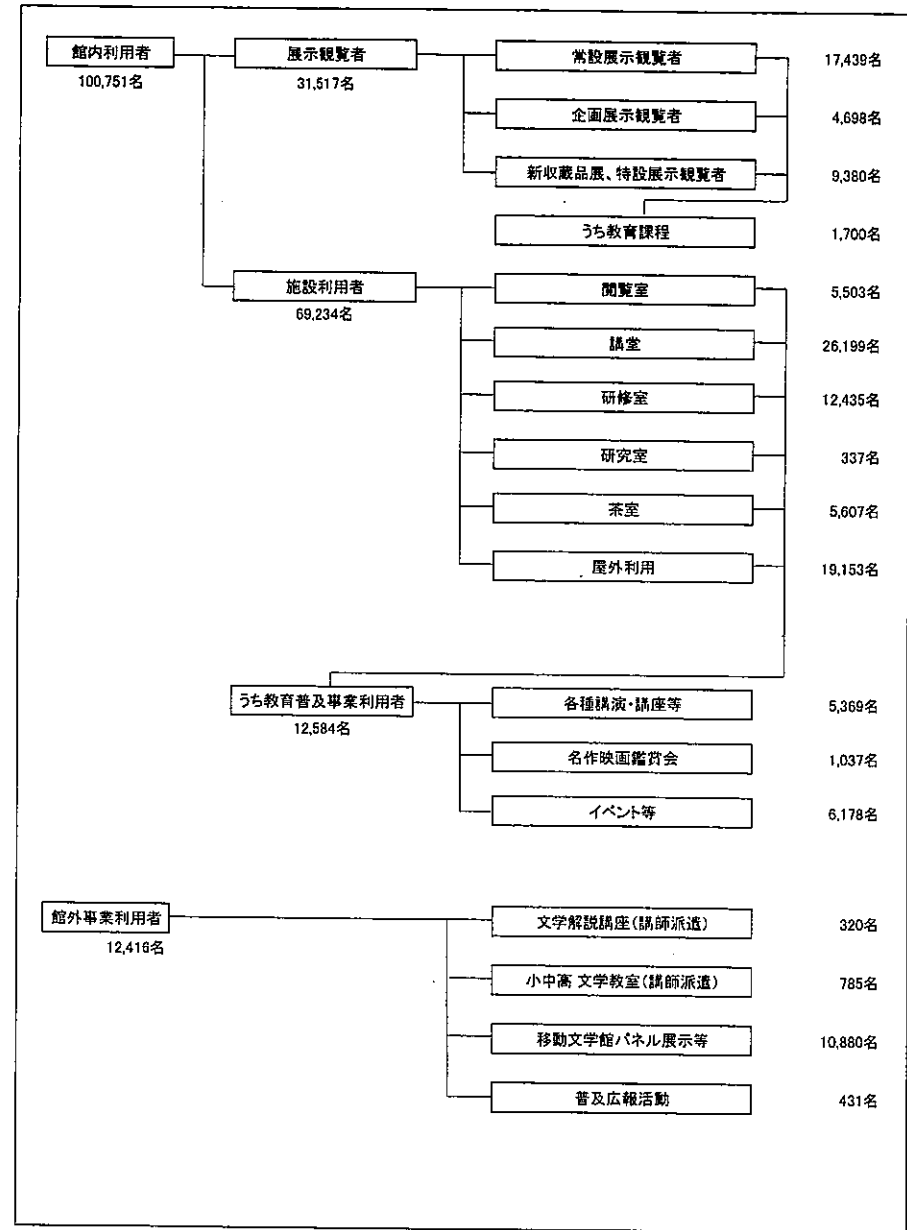 館内利用者 展示観覧者 常設展示観覧者 17,439名
100,751名 31,517名
企画展示観覧者 4,698名
新収蔵品展、特設展示観覧者 9,380名
うち教育課程 1,700名
施設利用者 閲覧室 5,503名
69,234名
講堂 26,199名
研修室 12,435名
研究室 337名
茶室 5,607名
屋外利用 19,153名
うち教育普及事業利用者 各種講演・講座等 5,369名
12,584名
名作映画鑑賞会 1,037名
イベント等 6,178名
館外事業利用者 文学解説講座(講師派遣) 320名
12,416名
小中高 文学教室(講師派遣) 785名
移動文学館パネル展示等 10,880名
普及広報活動 431名